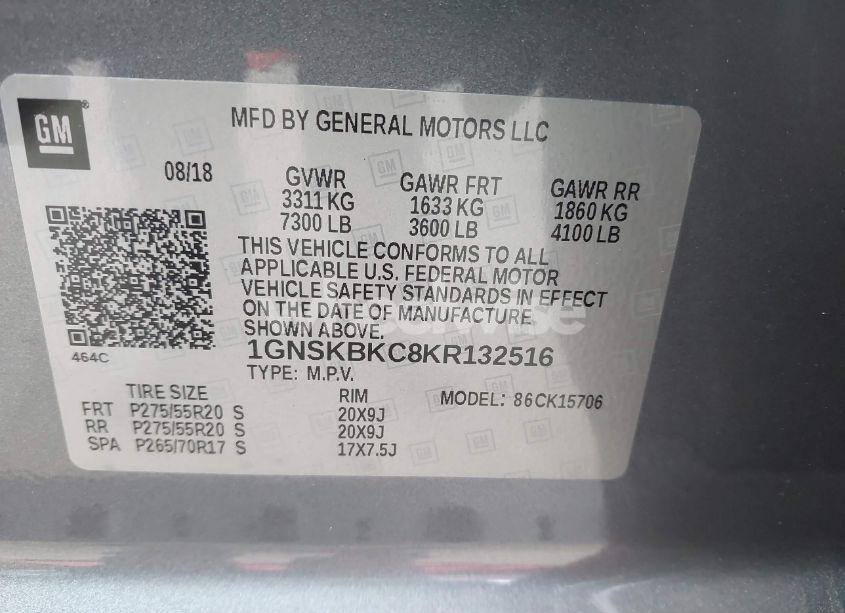 GM
MFD BY GENERAL MOTORS LLC
08/18
GVWR
3311 KG
7300 LB
GAWR FRT
1633 KG
3600 LB
GAWR RR
1860 KG
4100 LB
THIS VEHICLE CONFORMS TO ALL
APPLICABLE U.S. FEDERAL MOTOR
VEHICLE SAFETY STANDARDS IN EFFECT
ON THE DATE OF MANUFACTURE
SHOWN ABOVE.
464C
1GNSKBKC8KR132516
TYPE: M.P.V.
TIRE SIZE RIM MODEL: 86CK15706
FRT P275/55R20 S 20X9J
RR P275/55R20 S 20X9J
SPA P265/70R17 S 17X7.5J